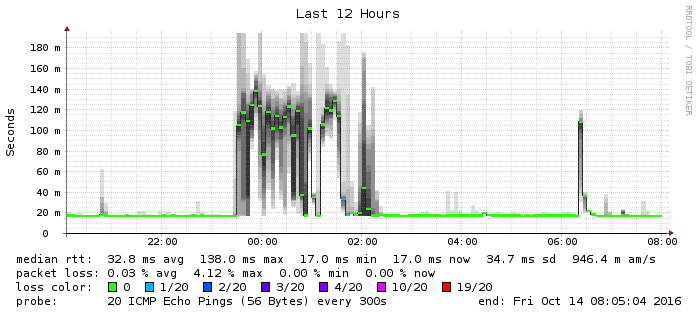 Last 12 Hours
RRDTOOL / TOBI OETIKER
Seconds
180 m
160 m
140 m
120 m
100 m
80 m
60 m
40 m
20 m
0
22:00 00:00 02:00 04:00 06:00 08:00
median rtt: 32.8 ms avg 138.0 ms max 17.0 ms min 17.0 ms now 34.7 ms sd 946.4 m am/s
packet loss: 0.03 % avg 4.12 % max 0.00 % min 0.00 % now
loss color: 0 1/20 2/20 3/20 4/20 10/20 19/20
probe: 20 ICMP Echo Pings (56 Bytes) every 300s end: Fri Oct 14 08:05:04 2016